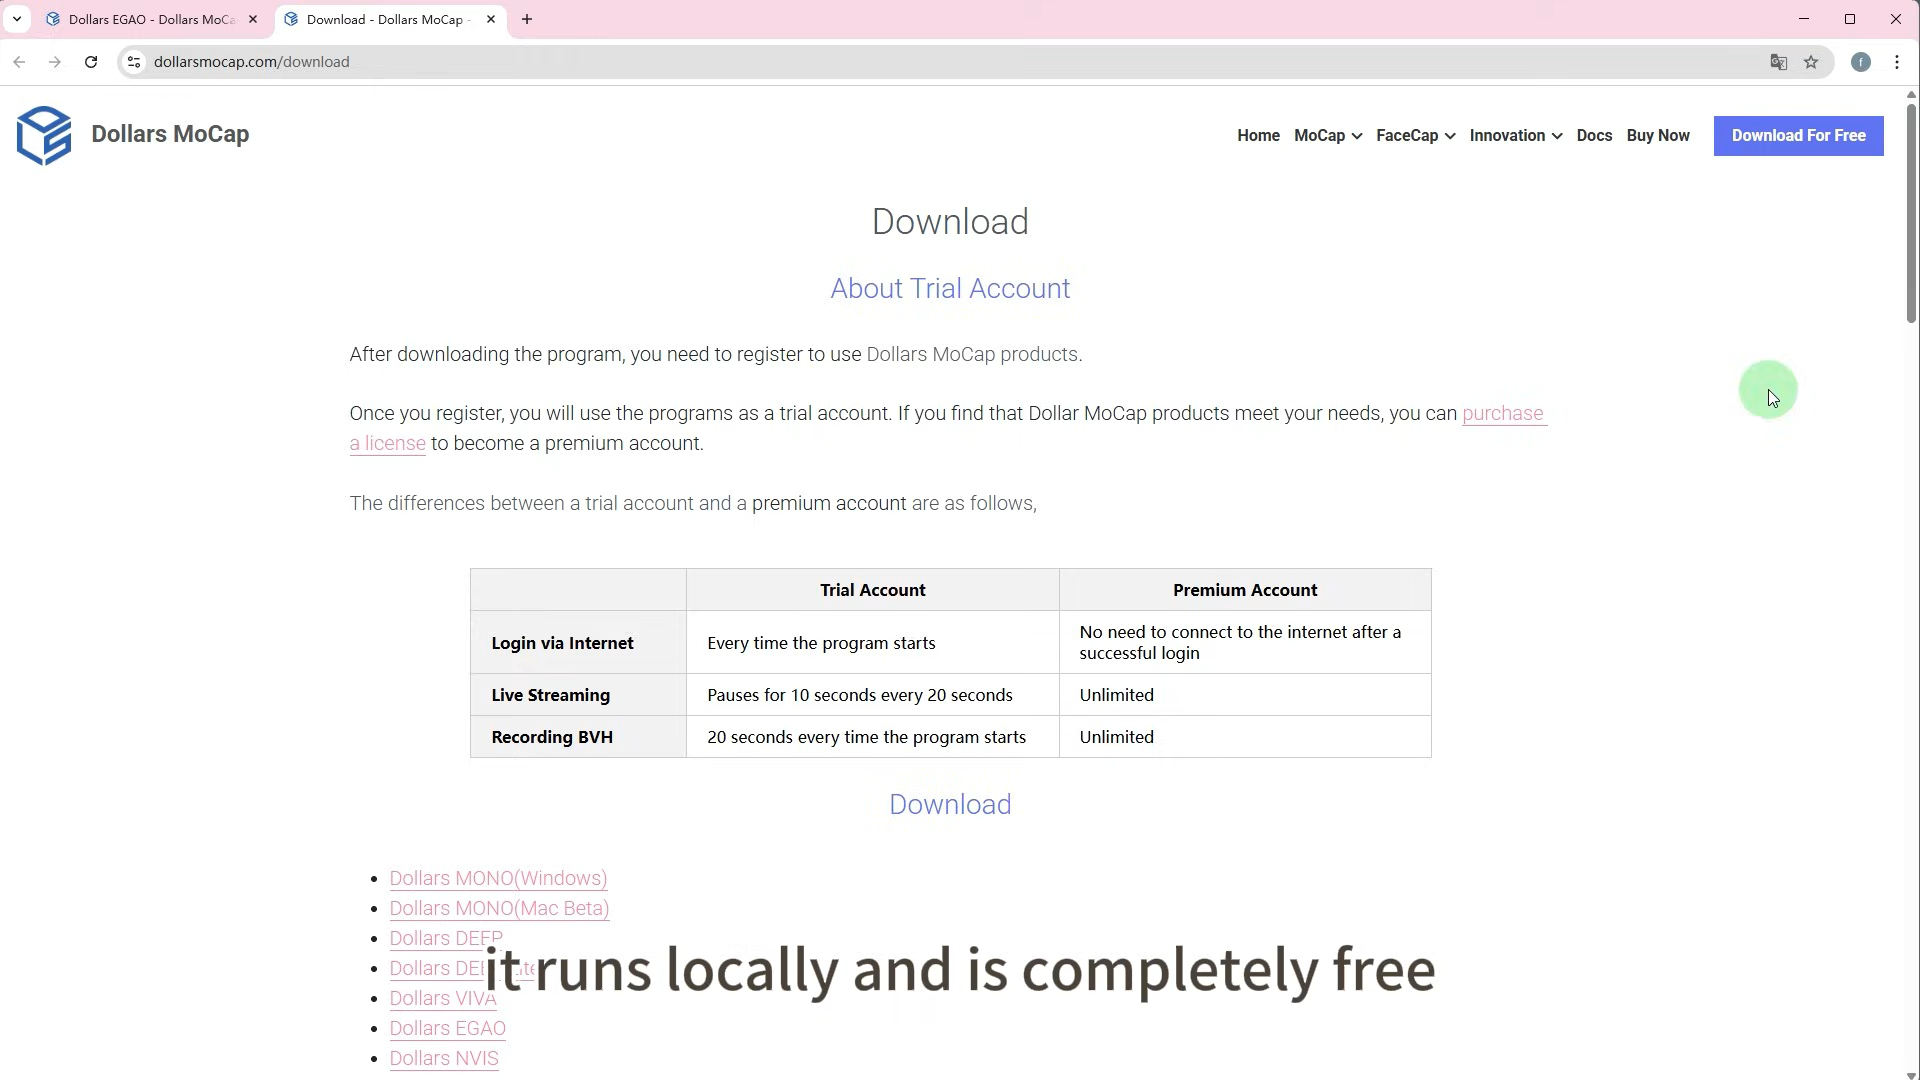 Dollars EGAO - Dollars MoCa
Download - Dollars MoCap -
dollarsmocap.com/download
f
Dollars MoCap
Home MoCap FaceCap Innovation Docs Buy Now Download For Free
Download
About Trial Account
After downloading the program, you need to register to use Dollars MoCap products.
Once you register, you will use the programs as a trial account. If you find that Dollar MoCap products meet your needs, you can purchase
a license to become a premium account.
The differences between a trial account and a premium account are as follows,
Trial Account Premium Account
Login via Internet Every time the program starts No need to connect to the internet after a
successful login
Live Streaming Pauses for 10 seconds every 20 seconds Unlimited
Recording BVH 20 seconds every time the program starts Unlimited
Download
Dollars MONO(Windows)
Dollars MONO(Mac Beta)
Dollars DEEP
Dollars
it runs locally and is completely free
Dollars VIVA
Dollars EGAO
Dollars NVIS